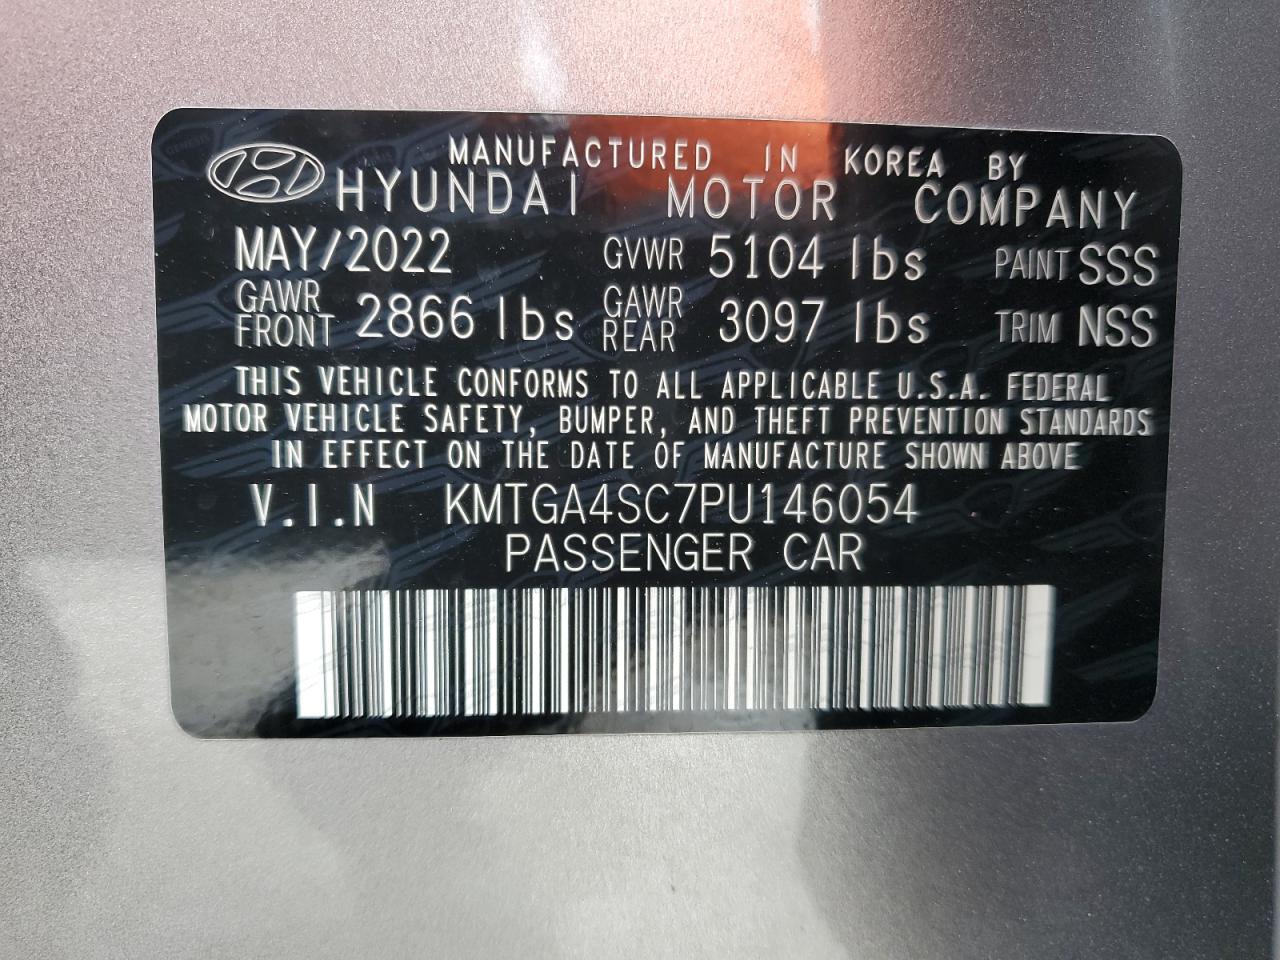 MANUFACTURED IN KOREA BY
HYUNDAI MOTOR COMPANY
MAY/2022 GVWR 5104 lbs PAINT SSS
GAWR FRONT 2866 lbs GAWR REAR 3097 lbs TRIM NSS
THIS VEHICLE CONFORMS TO ALL APPLICABLE U.S.A. FEDERAL
MOTOR VEHICLE SAFETY, BUMPER, AND THEFT PREVENTION STANDARDS
IN EFFECT ON THE DATE OF MANUFACTURE SHOWN ABOVE
V.I.N KMTGA4SC7PU146054
PASSENGER CAR